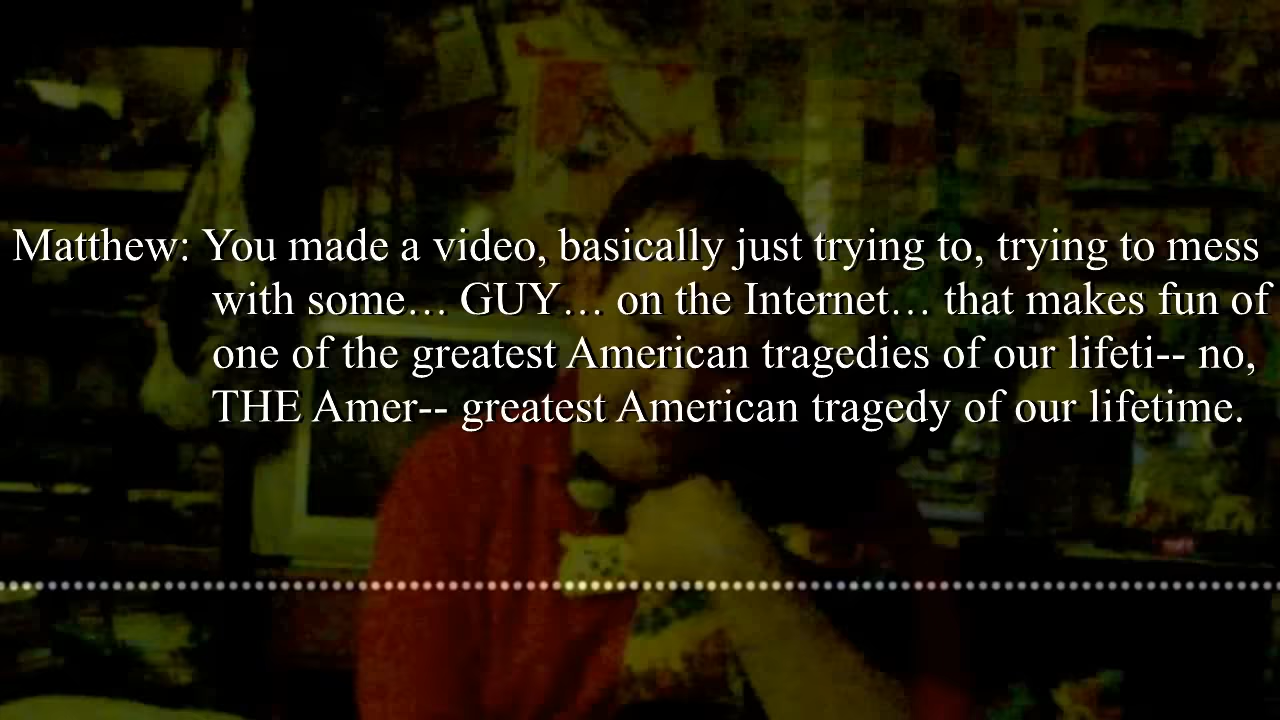 Matthew: You made a video, basically just trying to, trying to mess
with some… GUY… on the Internet… that makes fun of
one of the greatest American tragedies of our lifeti-- no,
THE Amer-- greatest American tragedy of our lifetime.